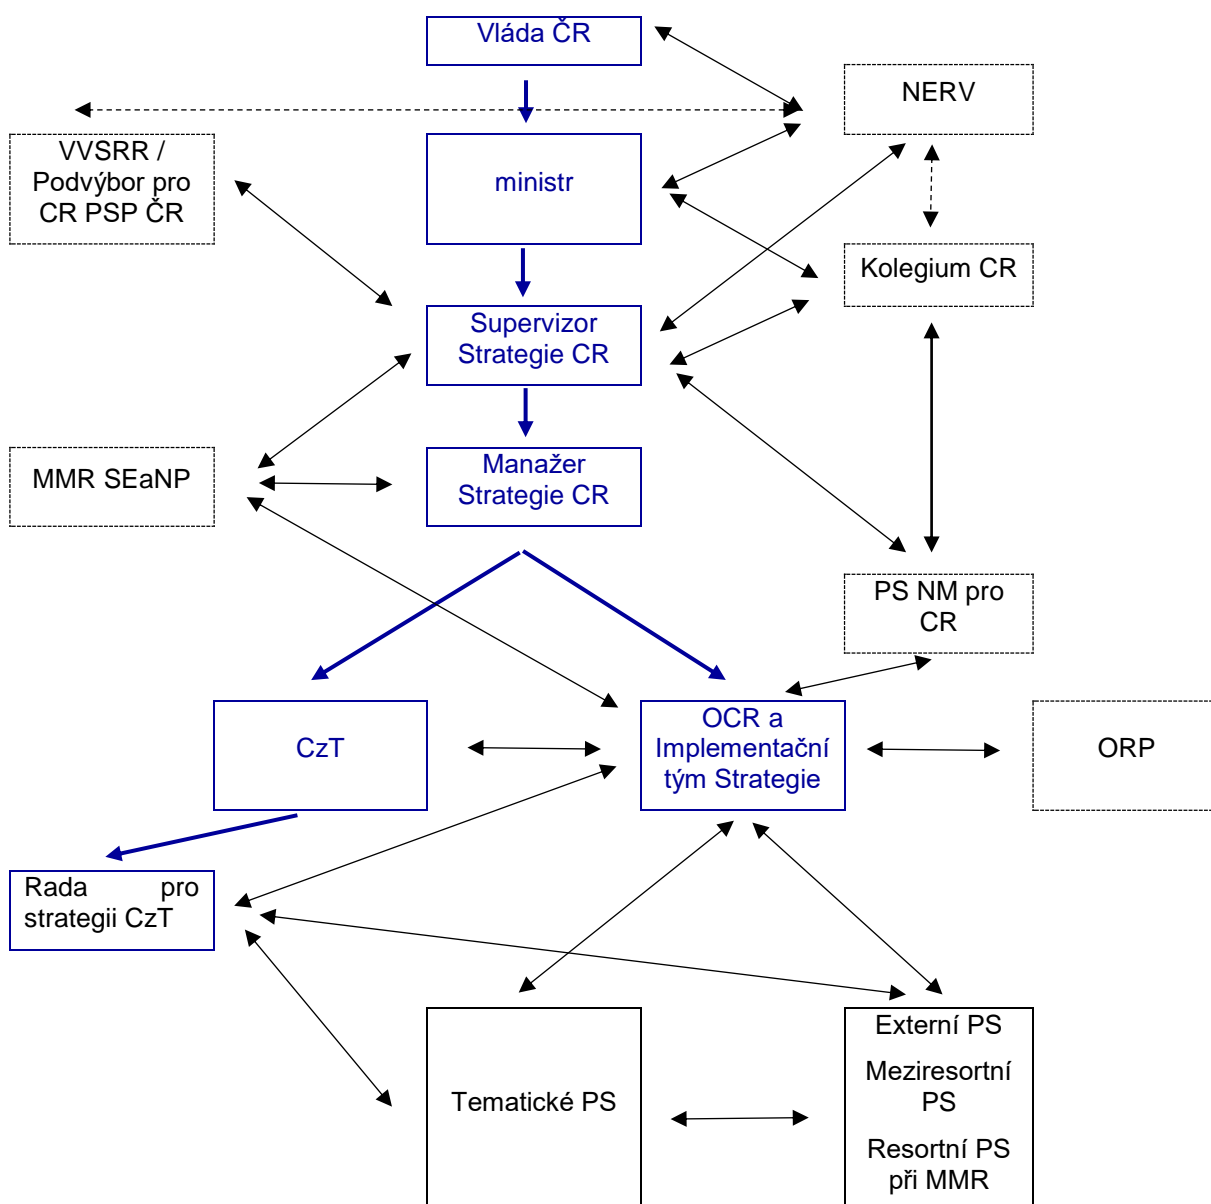 Vláda ČR
NERV
VVSRR /
Podvýbor pro
CR PSP ČR
ministr
Kolegium CR
Supervizor
Strategie CR
MMR SEaNP
Manažer
Strategie CR
PS NM pro
CR
CzT
OCR a
Implementační
tým Strategie
ORP
Rada pro
strategii CzT
Tematické PS
Externí PS
Meziresortní
PS
Resortní PS
při MMR